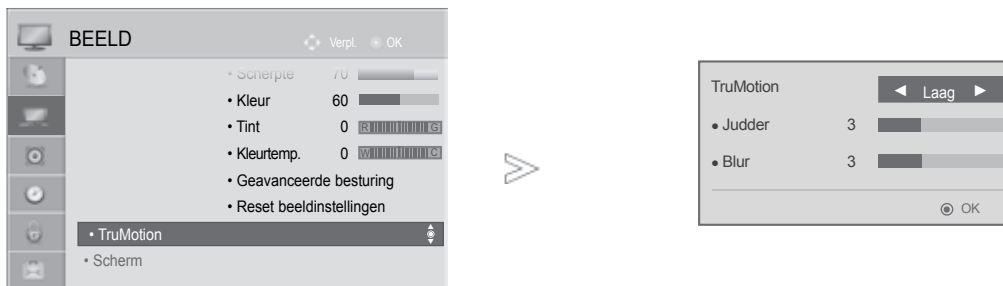 BEELD
Verpl. OK
• Scherpte 70
• Kleur 60
• Tint 0 R G
• Kleurtemp. 0 W C
• Geavanceerde besturing
• Reset beeldinstellingen
• TruMotion
• Scherm
TruMotion ◄ Laag ►
• Judder 3
• Blur 3
OK